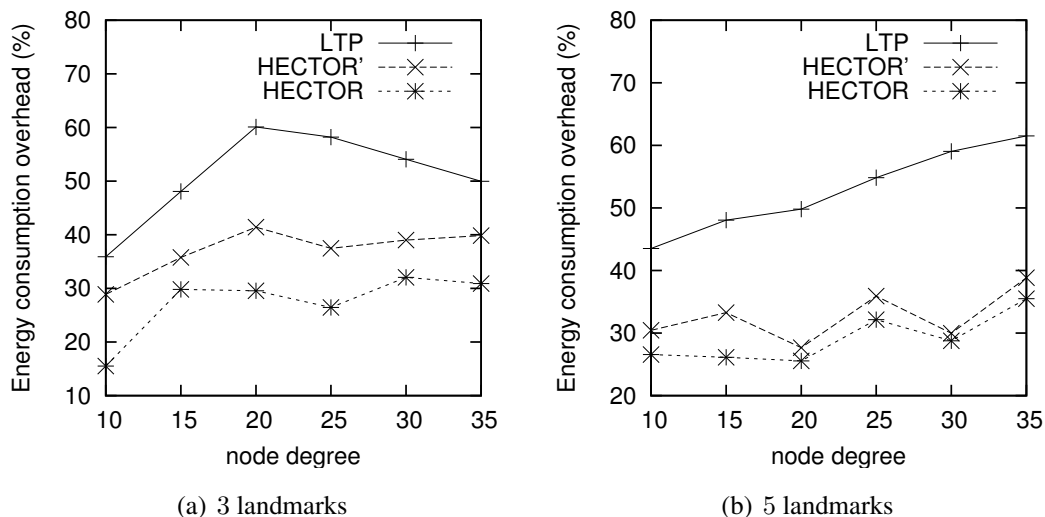 Energy consumption overhead (%)
80
70
60
50
40
30
20
10
LTP
HECTOR'
HECTOR
10 15 20 25 30 35
node degree
(a) 3 landmarks
Energy consumption overhead (%)
80
70
60
50
40
30
20
LTP
HECTOR'
HECTOR
10 15 20 25 30 35
node degree
(b) 5 landmarks